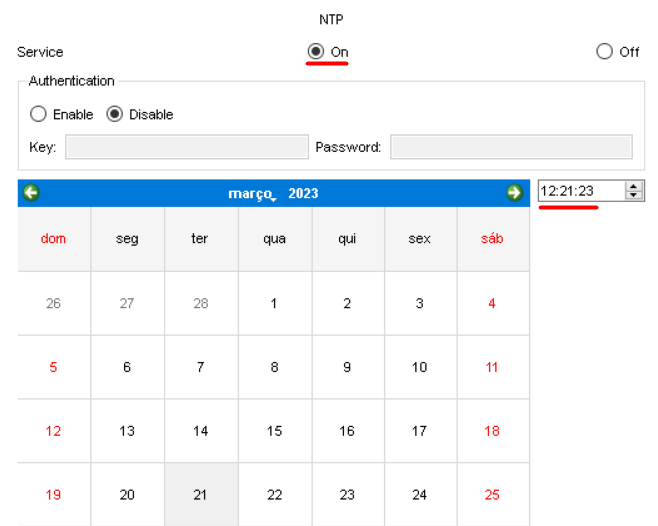 NTP
Service On Off
Authentication
Enable Disable
Key: Password:
março, 2023 12:21:23
dom seg ter qua qui sex sáb
26 27 28 1 2 3 4
5 6 7 8 9 10 11
12 13 14 15 16 17 18
19 20 21 22 23 24 25